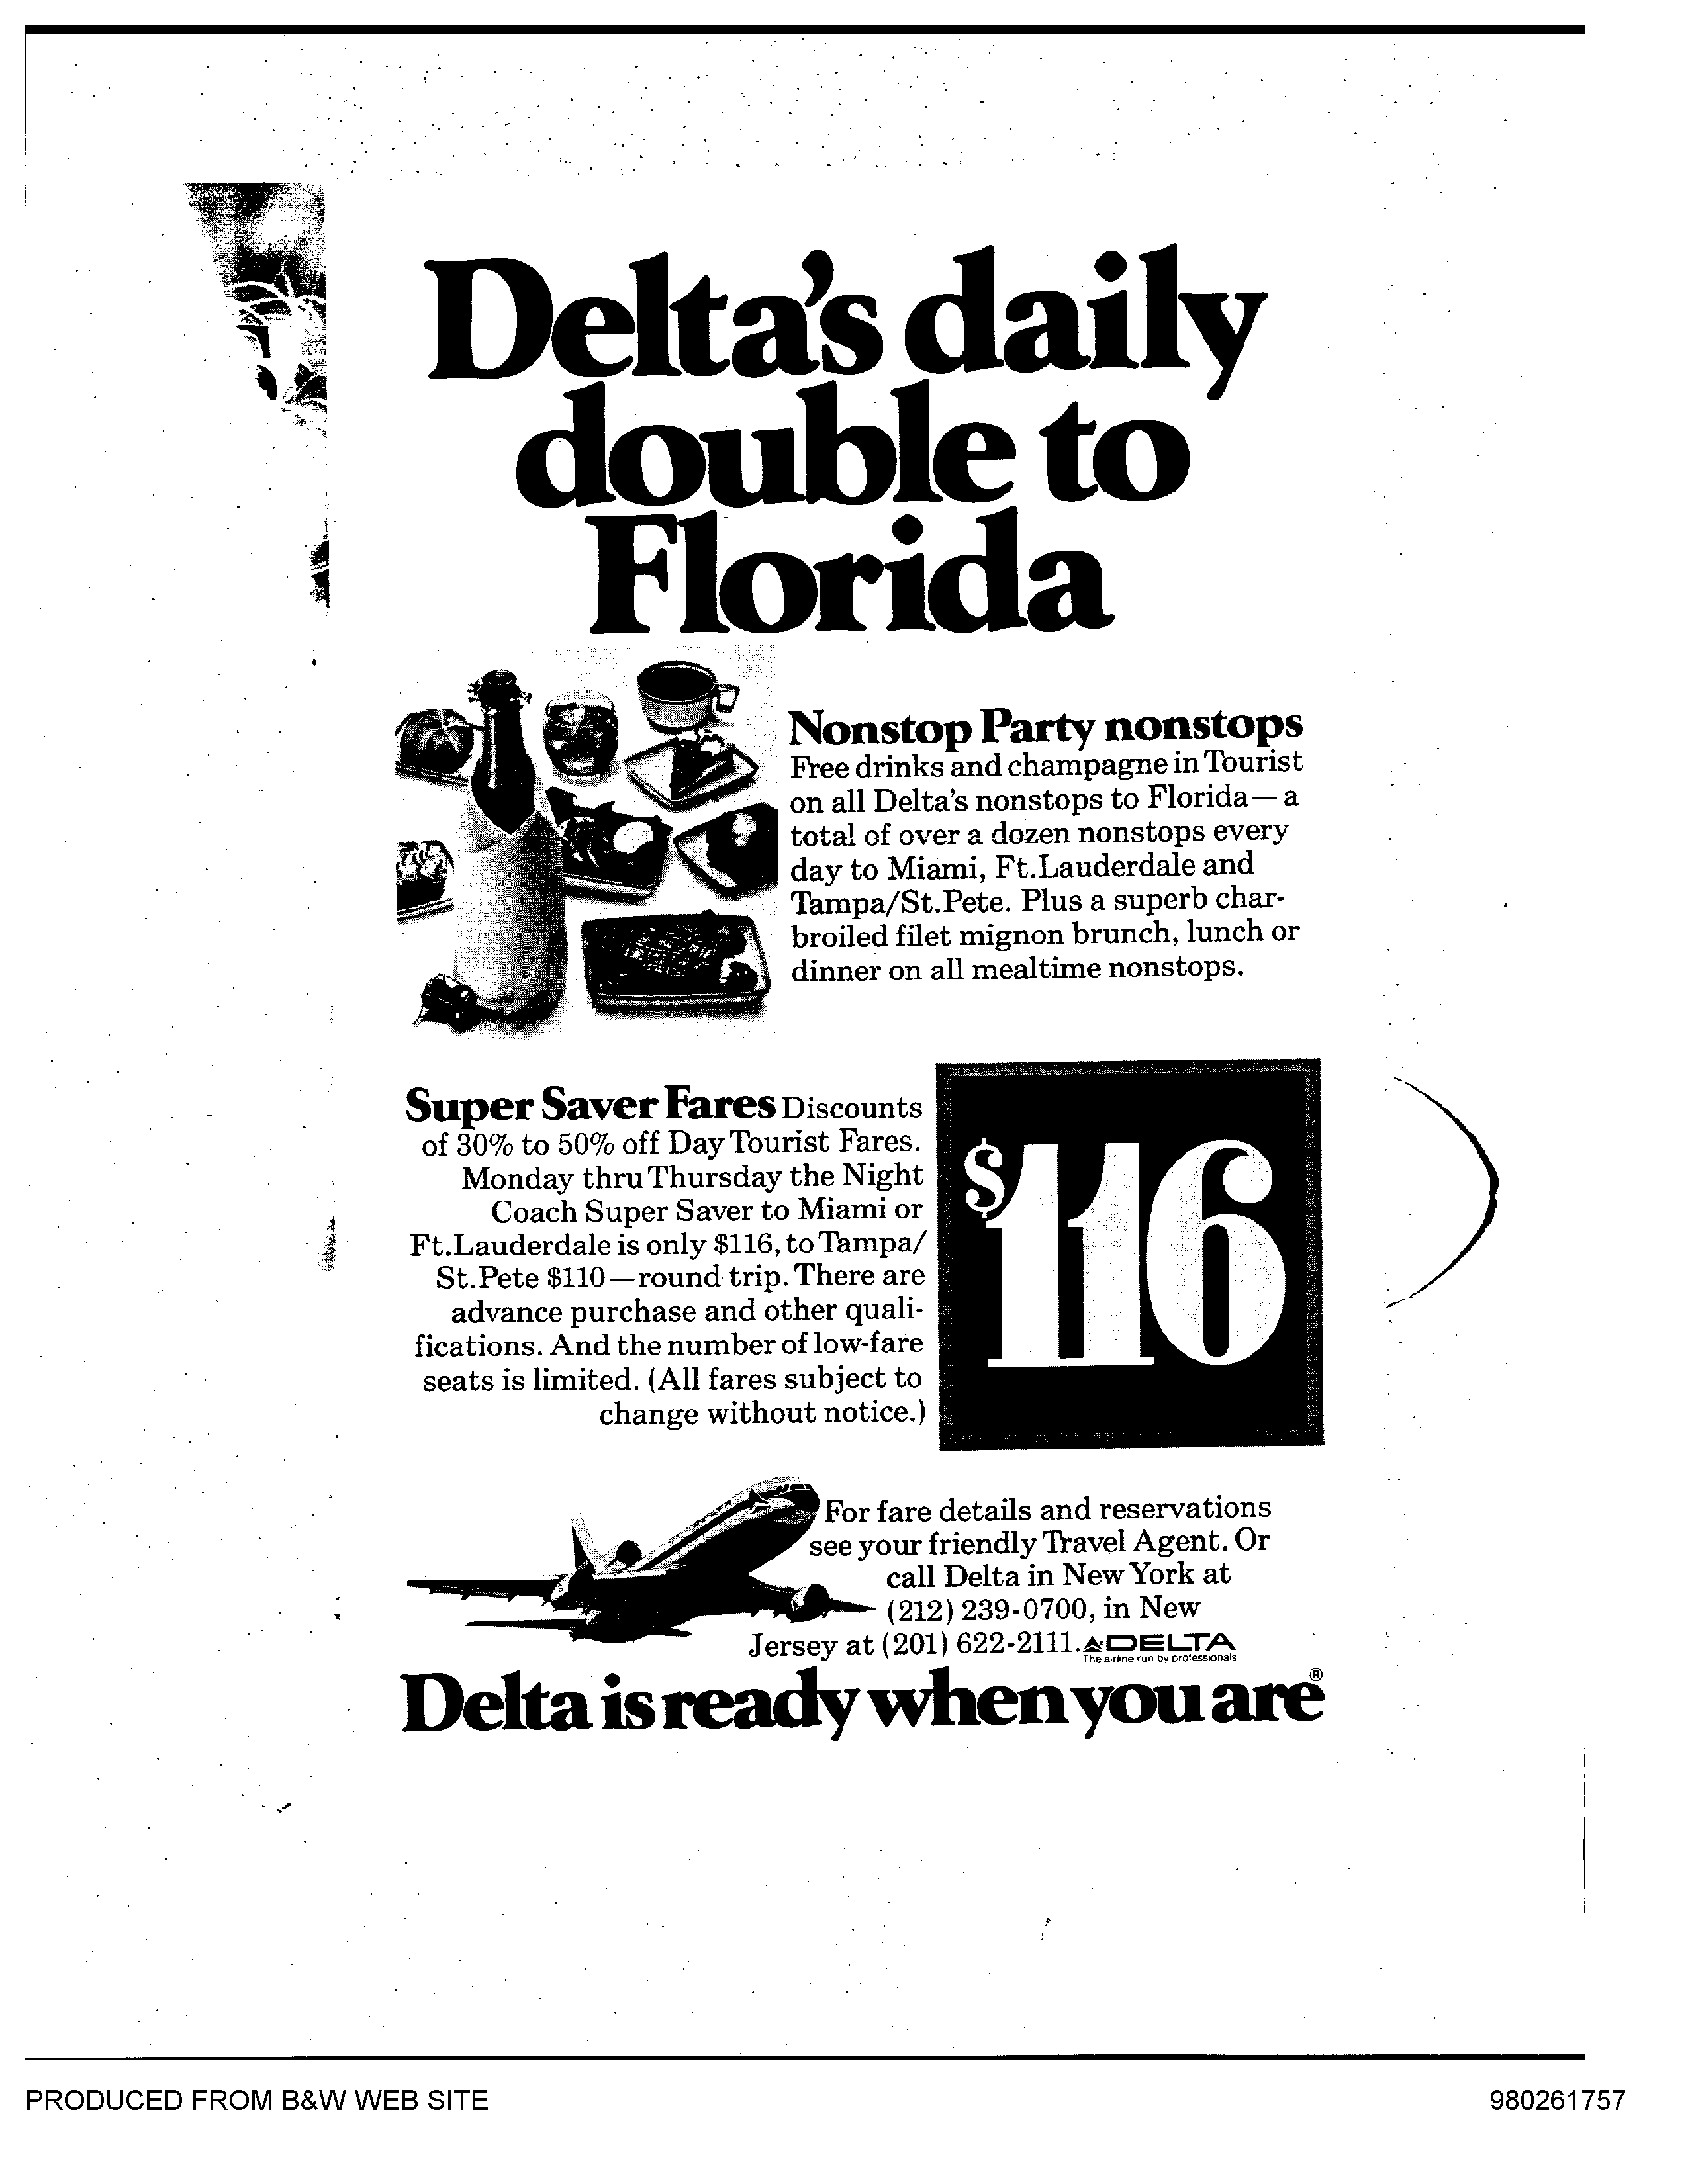 Delta's daily
double to
Florida
Nonstop Party nonstops
Free drinks and champagne in Tourist
on all Delta's nonstops to Florida—a
total of over a dozen nonstops every
day to Miami, Ft.Lauderdale and
Tampa/St.Pete. Plus a superb char-
broiled filet mignon brunch, lunch or
dinner on all mealtime nonstops.
Super Saver Fares Discounts
of 30% to 50% off Day Tourist Fares.
Monday thru Thursday the Night
Coach Super Saver to Miami or
Ft.Lauderdale is only $116, to Tampa/
St.Pete $110—round trip. There are
advance purchase and other quali-
fications. And the number of low-fare
seats is limited. (All fares subject to
change without notice.)
$116
For fare details and reservations
see your friendly Travel Agent. Or
call Delta in New York at
(212) 239-0700, in New
Jersey at (201) 622-2111. DELTA
The airline run by professionals
Delta is ready when you are®
PRODUCED FROM B&W WEB SITE
980261757